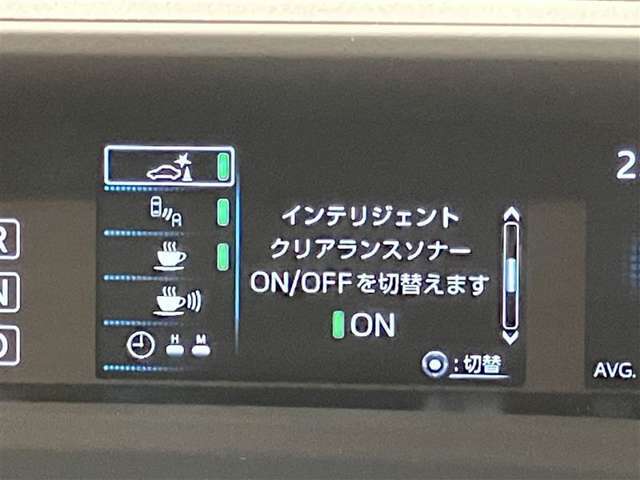 R
N
D
H M
インテリジェント
クリアランスソナー
ON/OFFを切替えます
ON
:切替
2
AVG.